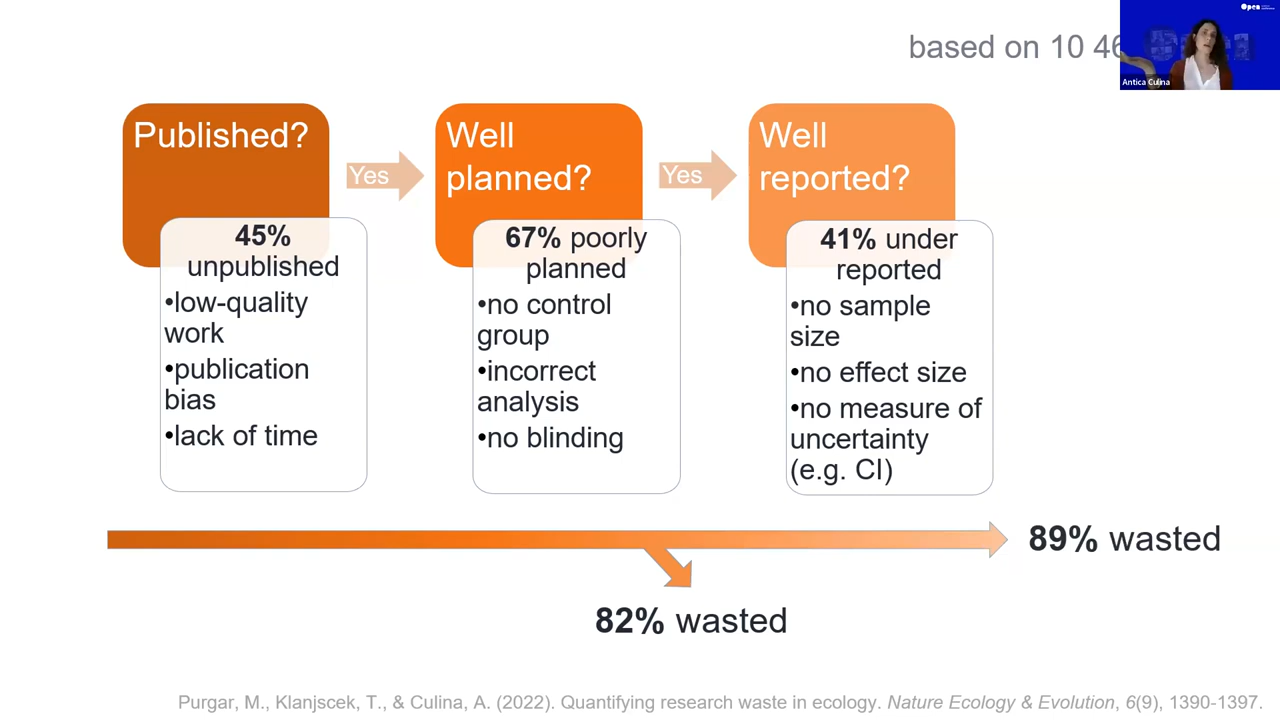 based on 10 46
Open
Antica Culina
Published?
Yes
Well
planned?
Yes
Well
reported?
45%
unpublished
•low-quality
work
•publication
bias
•lack of time
67% poorly
planned
•no control
group
•incorrect
analysis
•no blinding
41% under
reported
•no sample
size
•no effect size
•no measure of
uncertainty
(e.g. CI)
89% wasted
82% wasted
Purgar, M., Klanjscek, T., & Culina, A. (2022). Quantifying research waste in ecology. Nature Ecology & Evolution, 6(9), 1390-1397.